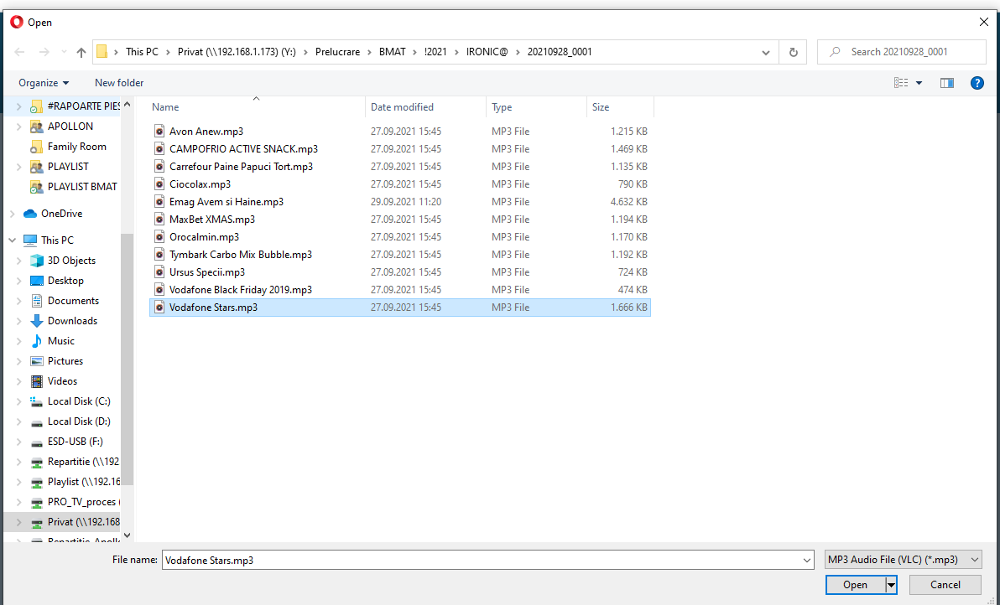 Open
This PC > Privat (\\192.168.1.173) (Y:) > Prelucrare > BMAT > !2021 > IRONIC@ > 20210928_0001
Search 20210928_0001
Organize
New folder
Name Date modified Type Size
#RAPOARTE PIES
APOLLON
Family Room
PLAYLIST
PLAYLIST BMAT
OneDrive
This PC
3D Objects
Desktop
Documents
Downloads
Music
Pictures
Videos
Local Disk (C:)
Local Disk (D:)
ESD-USB (F:)
Repartitie (\\192
Playlist (\\192.16
PRO_TV_proces (
Privat (\\192.168
Repartitie_Apoll
Avon Anew.mp3 27.09.2021 15:45 MP3 File 1.215 KB
CAMPOFRIO ACTIVE SNACK.mp3 27.09.2021 15:45 MP3 File 1.469 KB
Carrefour Paine Papuci Tort.mp3 27.09.2021 15:45 MP3 File 1.135 KB
Ciocolax.mp3 27.09.2021 15:45 MP3 File 790 KB
Emag Avem si Haine.mp3 29.09.2021 11:20 MP3 File 4.632 KB
MaxBet XMAS.mp3 27.09.2021 15:45 MP3 File 1.194 KB
Orocalmin.mp3 27.09.2021 15:45 MP3 File 1.170 KB
Tymbark Carbo Mix Bubble.mp3 27.09.2021 15:45 MP3 File 1.192 KB
Ursus Specii.mp3 27.09.2021 15:45 MP3 File 724 KB
Vodafone Black Friday 2019.mp3 27.09.2021 15:45 MP3 File 474 KB
Vodafone Stars.mp3 27.09.2021 15:45 MP3 File 1.666 KB
File name: Vodafone Stars.mp3
MP3 Audio File (VLC) (*.mp3)
Open
Cancel